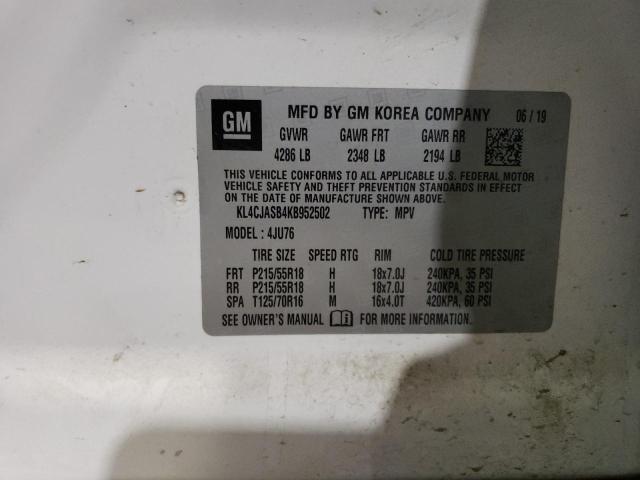 GM MFD BY GM KOREA COMPANY 06 / 19
GVWR GAWR FRT GAWR RR
4286 LB 2348 LB 2194 LB
THIS VEHICLE CONFORMS TO ALL APPLICABLE U.S. FEDERAL MOTOR
VEHICLE SAFETY AND THEFT PREVENTION STANDARDS IN EFFECT
ON THE DATE OF MANUFACTURE SHOWN ABOVE.
KL4CJASB4KB952502 TYPE: MPV
MODEL : 4JU76
TIRE SIZE SPEED RTG RIM COLD TIRE PRESSURE
FRT P215/55R18 H 18x7.0J 240KPA, 35 PSI
RR P215/55R18 H 18x7.0J 240KPA, 35 PSI
SPA T125/70R16 M 16x4.0T 420KPA, 60 PSI
SEE OWNER'S MANUAL FOR MORE INFORMATION.